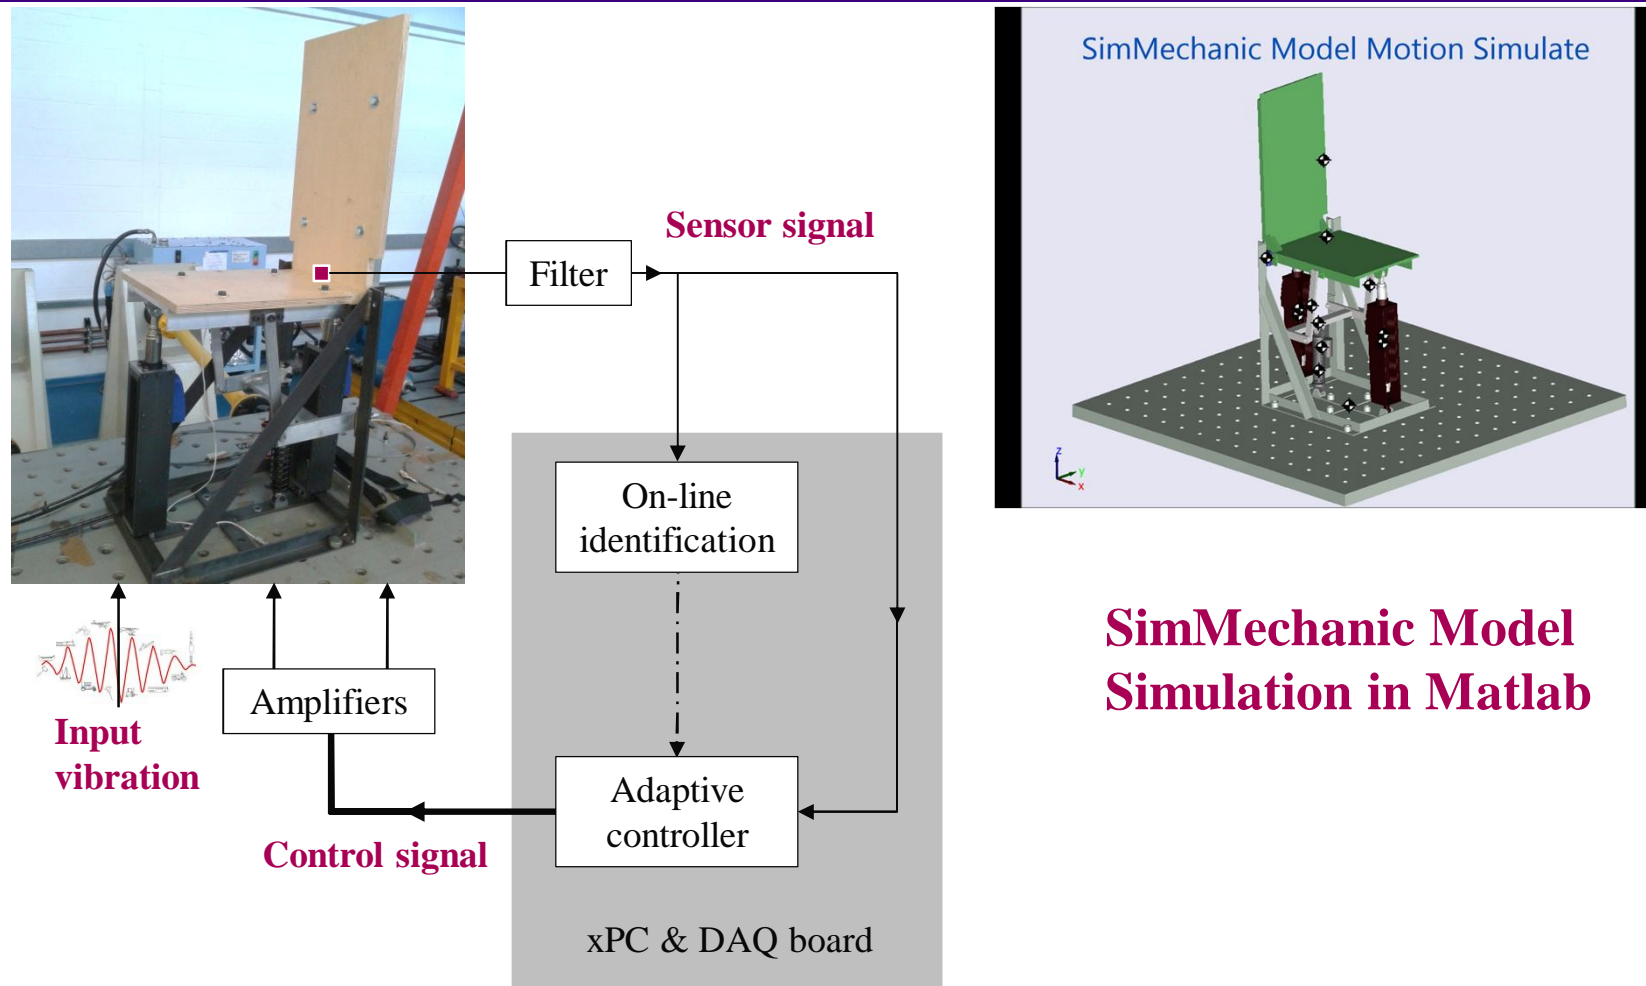 SimMechanic Model Motion Simulate
Sensor signal
Filter
On-line
identification
Amplifiers
Input
vibration
Adaptive
controller
Control signal
xPC & DAQ board
z
y
x
SimMechanic Model
Simulation in Matlab